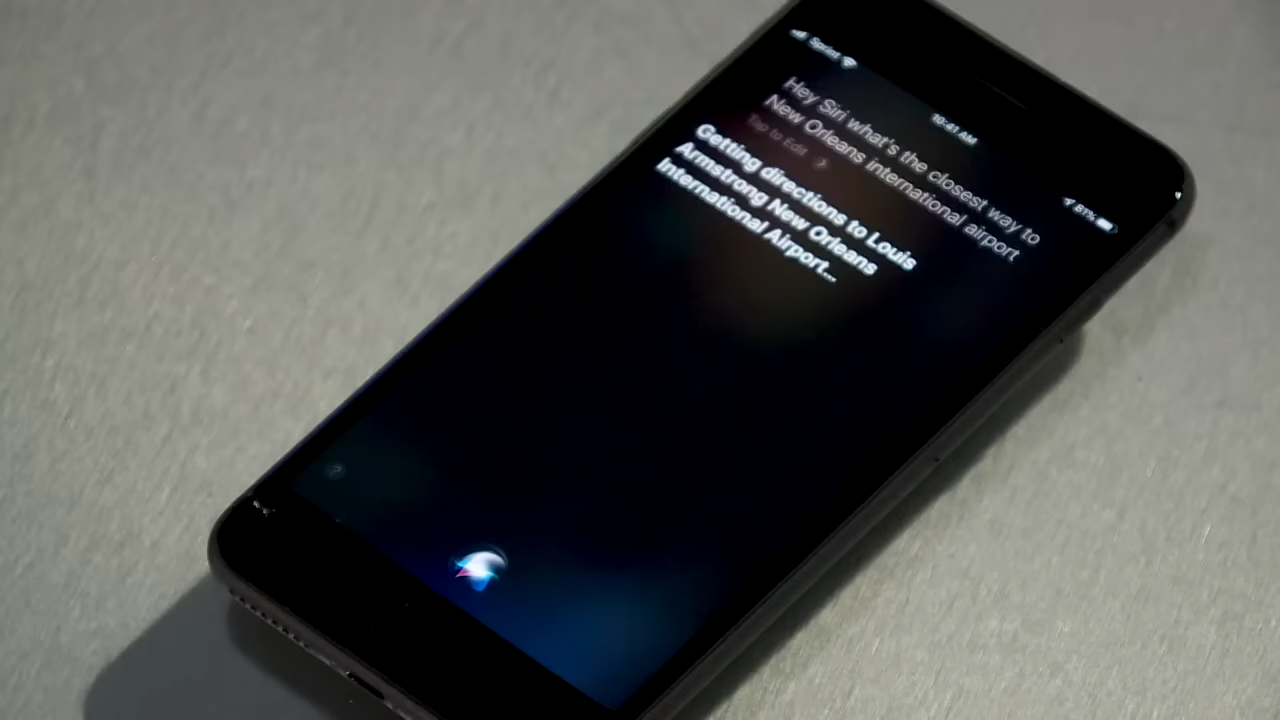 Sprint
10:41 AM
81%
Hey Siri what's the closest way to
New Orleans international airport
Tap to Edit
Getting directions to Louis
Armstrong New Orleans
International Airport...
?